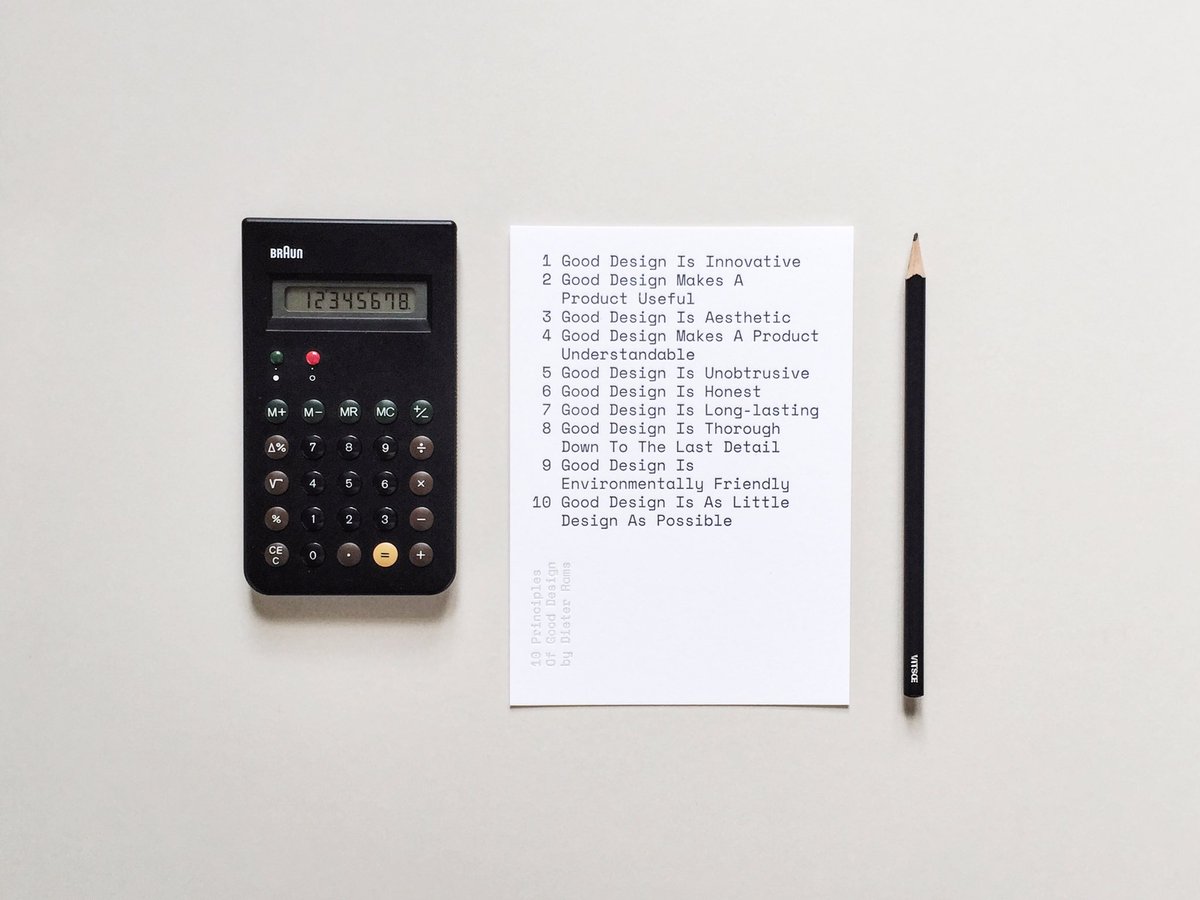 BRAUN
12345678.
M+ M− MR MC +/−
Δ% 7 8 9 ÷
√ 4 5 6 ×
% 1 2 3 −
CE
C 0 · = +
1 Good Design Is Innovative
2 Good Design Makes A
Product Useful
3 Good Design Is Aesthetic
4 Good Design Makes A Product
Understandable
5 Good Design Is Unobtrusive
6 Good Design Is Honest
7 Good Design Is Long-lasting
8 Good Design Is Thorough
Down To The Last Detail
9 Good Design Is
Environmentally Friendly
10 Good Design Is As Little
Design As Possible
10 Principles
Of Good Design
by Dieter Rams
VITSŒ